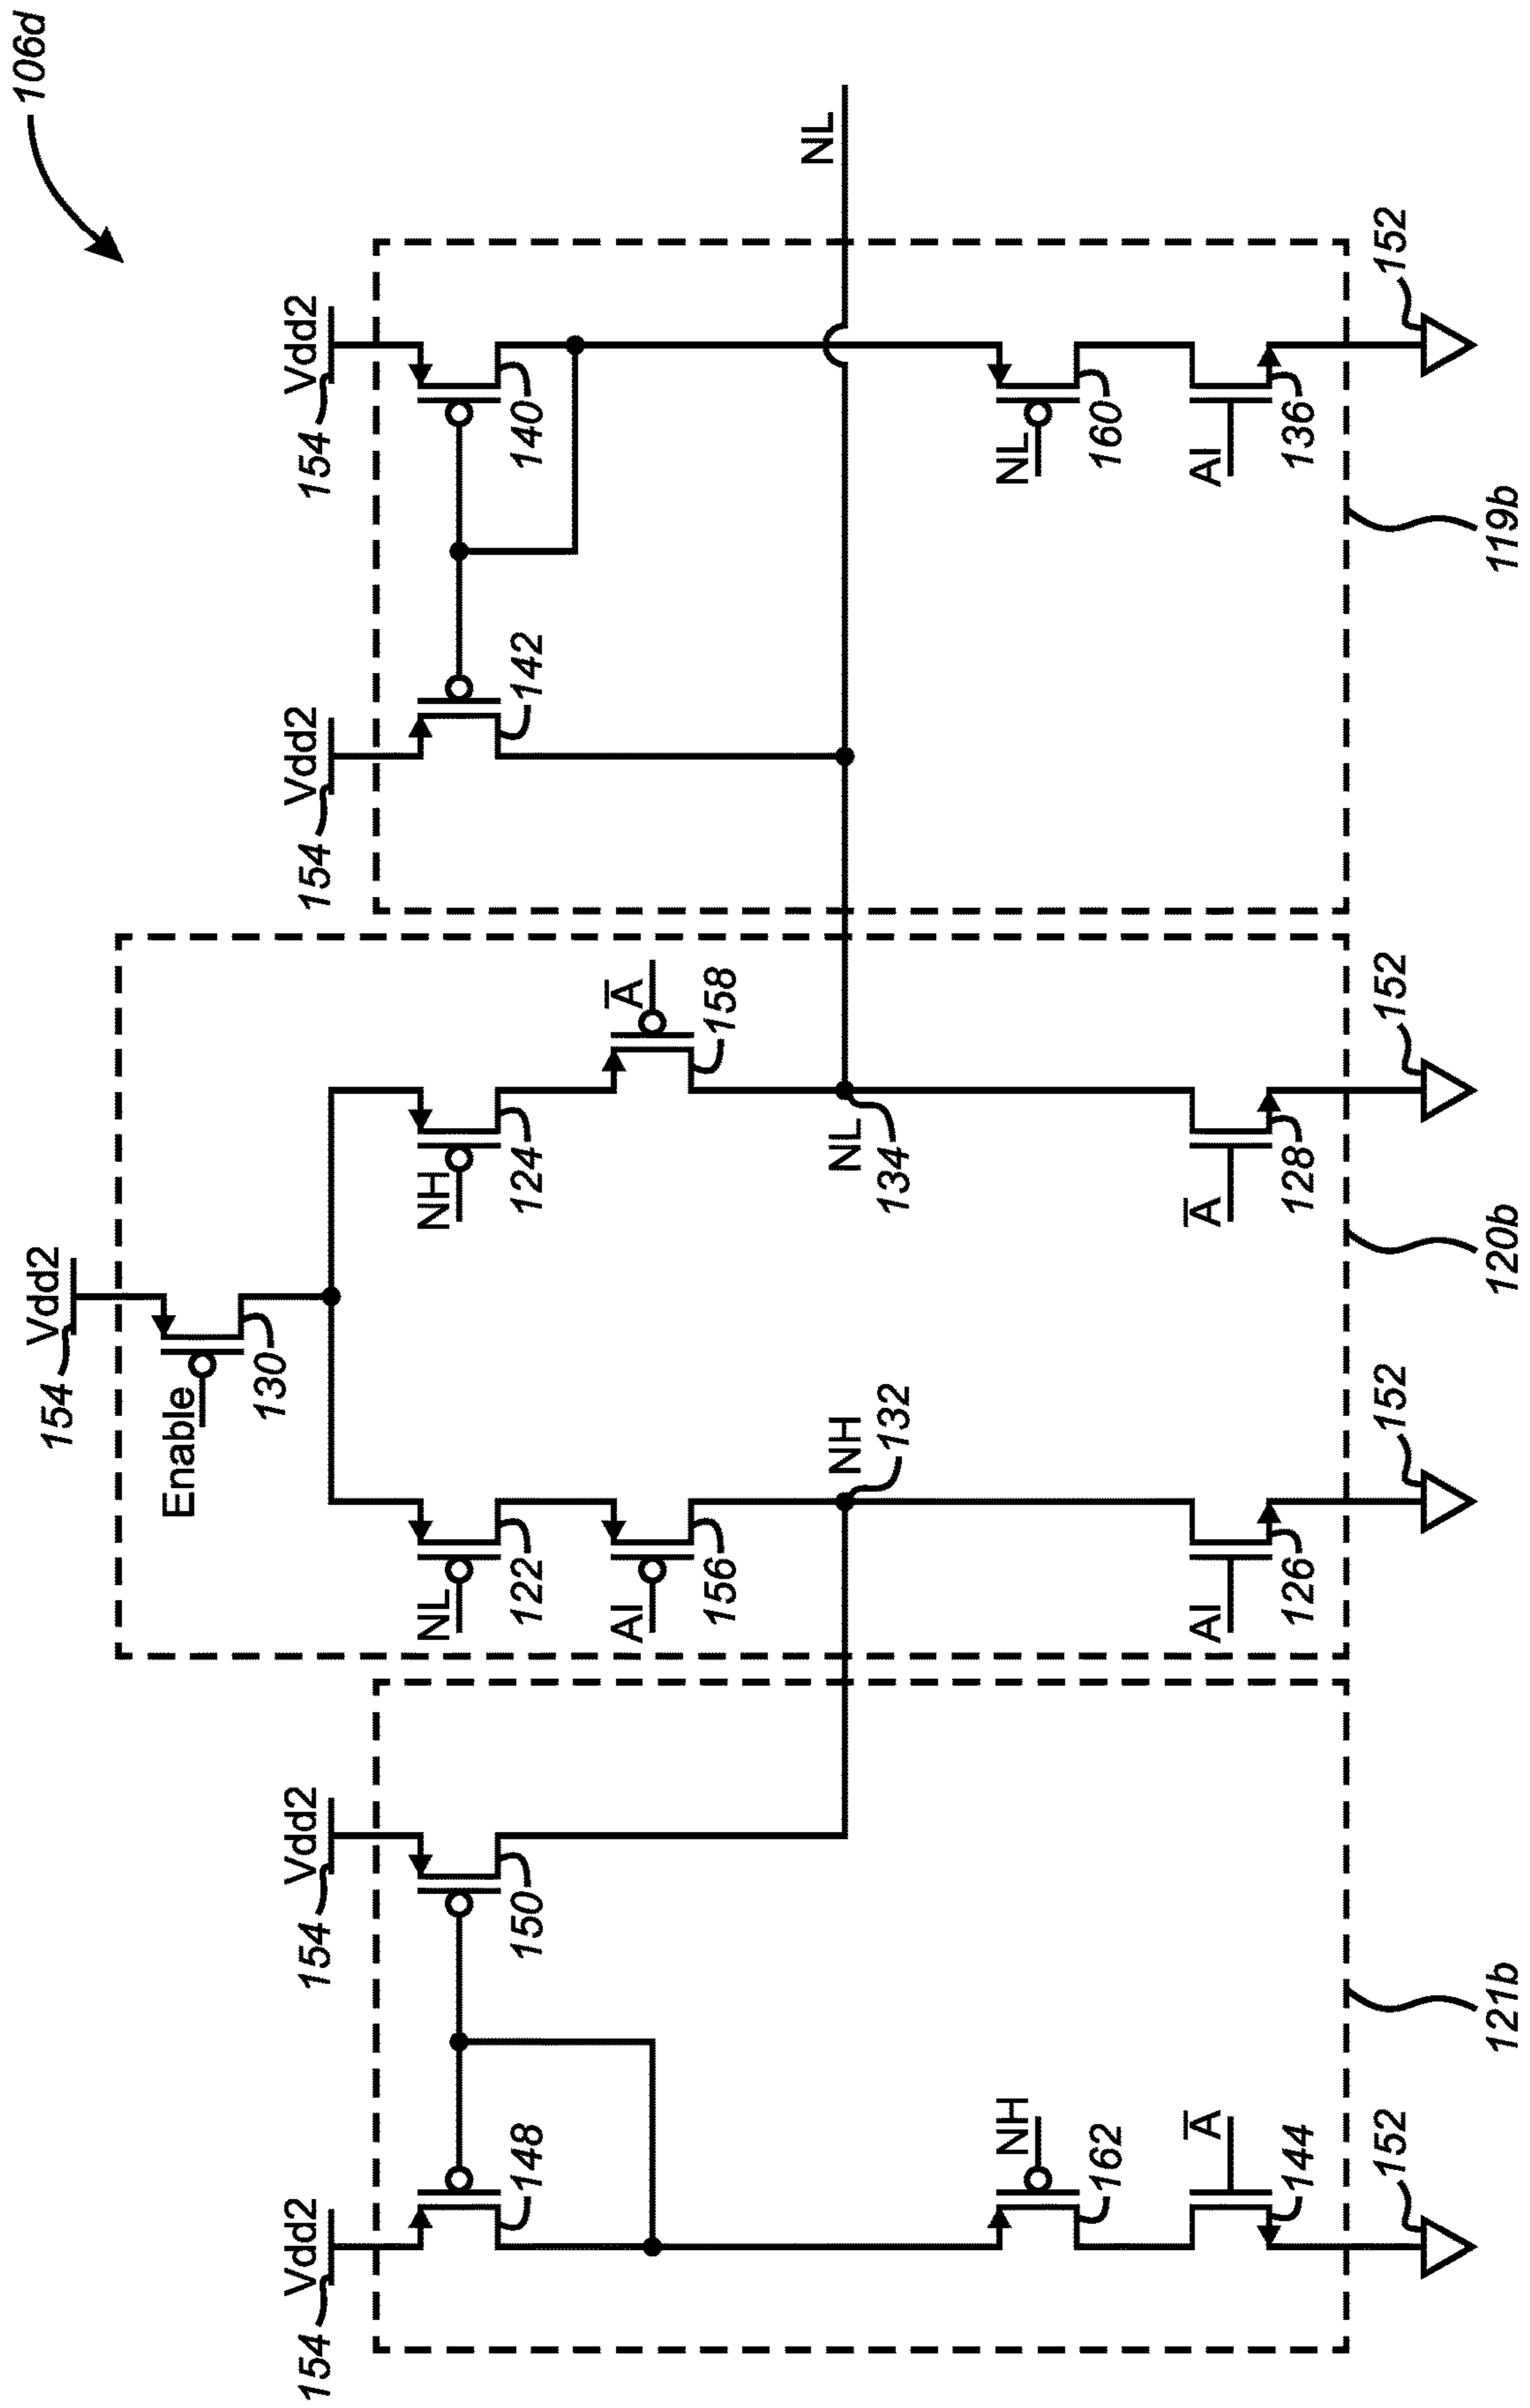 106d
Vdd2
154
Enable
130
Vdd2
Vdd2
Vdd2
Vdd2
154
154
154
154
NL
NH
148
150
122
124
142
140
AI
A̅
156
158
NH
NL
NL
132
134
NH
NL
162
160
A̅
AI
A̅
AI
144
126
128
136
152
152
152
152
121b
120b
119b